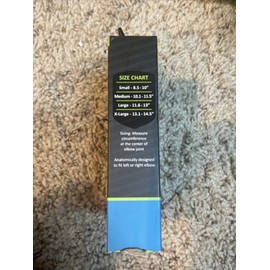 SIZE CHART
Small - 8.5 - 10"
Medium - 10.1 - 11.5"
Large - 11.6 - 13"
X-Large - 13.1 - 14.5"
Sizing: Measure
circumference
at the center of
elbow joint
Anatomically designed
to fit left or right elbow.